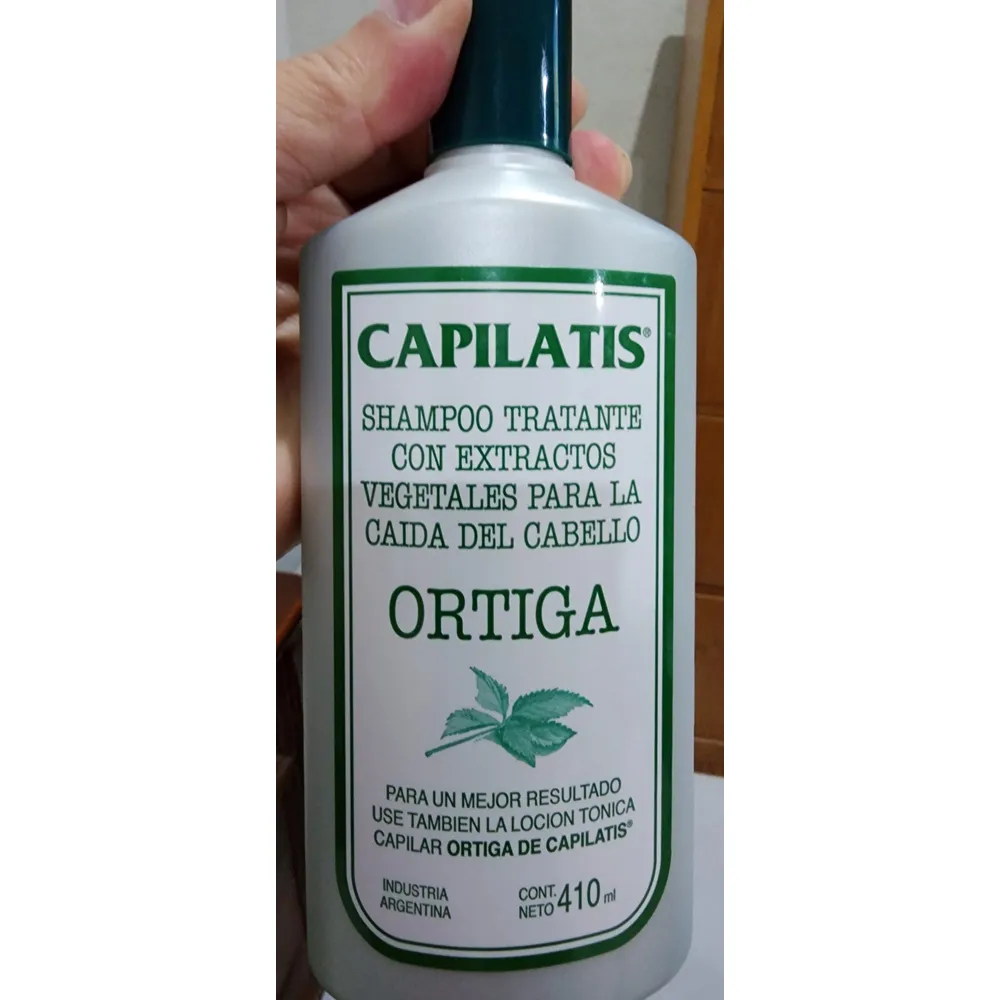 CAPILATIS®
SHAMPOO TRATANTE
CON EXTRACTOS
VEGETALES PARA LA
CAIDA DEL CABELLO
ORTIGA
PARA UN MEJOR RESULTADO
USE TAMBIEN LA LOCION TONICA
CAPILAR ORTIGA DE CAPILATIS®
INDUSTRIA
ARGENTINA
CONT.
NETO 410 ml